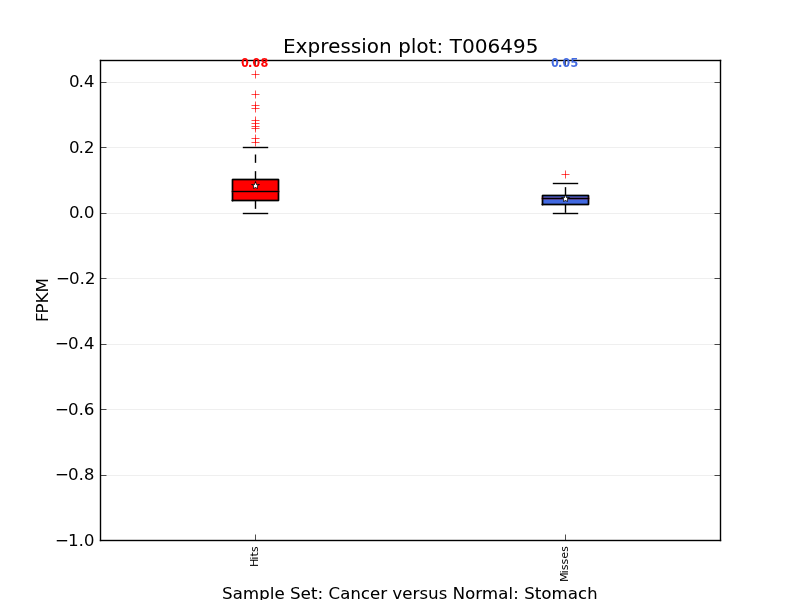 Expression plot: T006495
0.08
0.05
0.4
0.2
0.0
−0.2
−0.4
−0.6
−0.8
−1.0
FPKM
Hits
Misses
Sample Set: Cancer versus Normal: Stomach